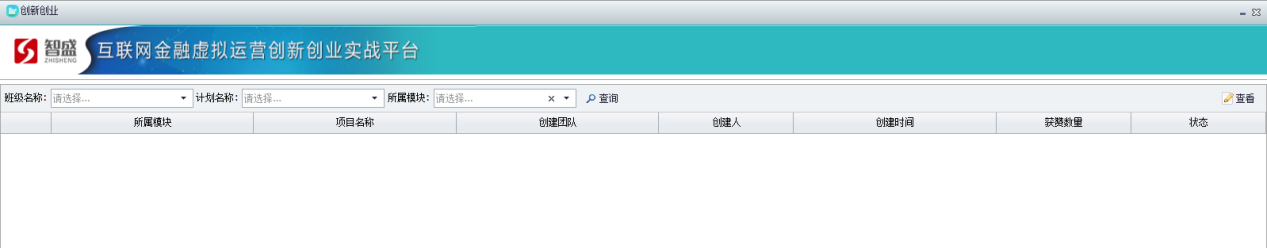 创新创业
智盛 ZHISHENG 互联网金融虚拟运营创新创业实战平台
班级名称: 请选择... 计划名称: 请选择... 所属模块: 请选择... 查询 查看
所属模块 项目名称 创建团队 创建人 创建时间 获赞数量 状态